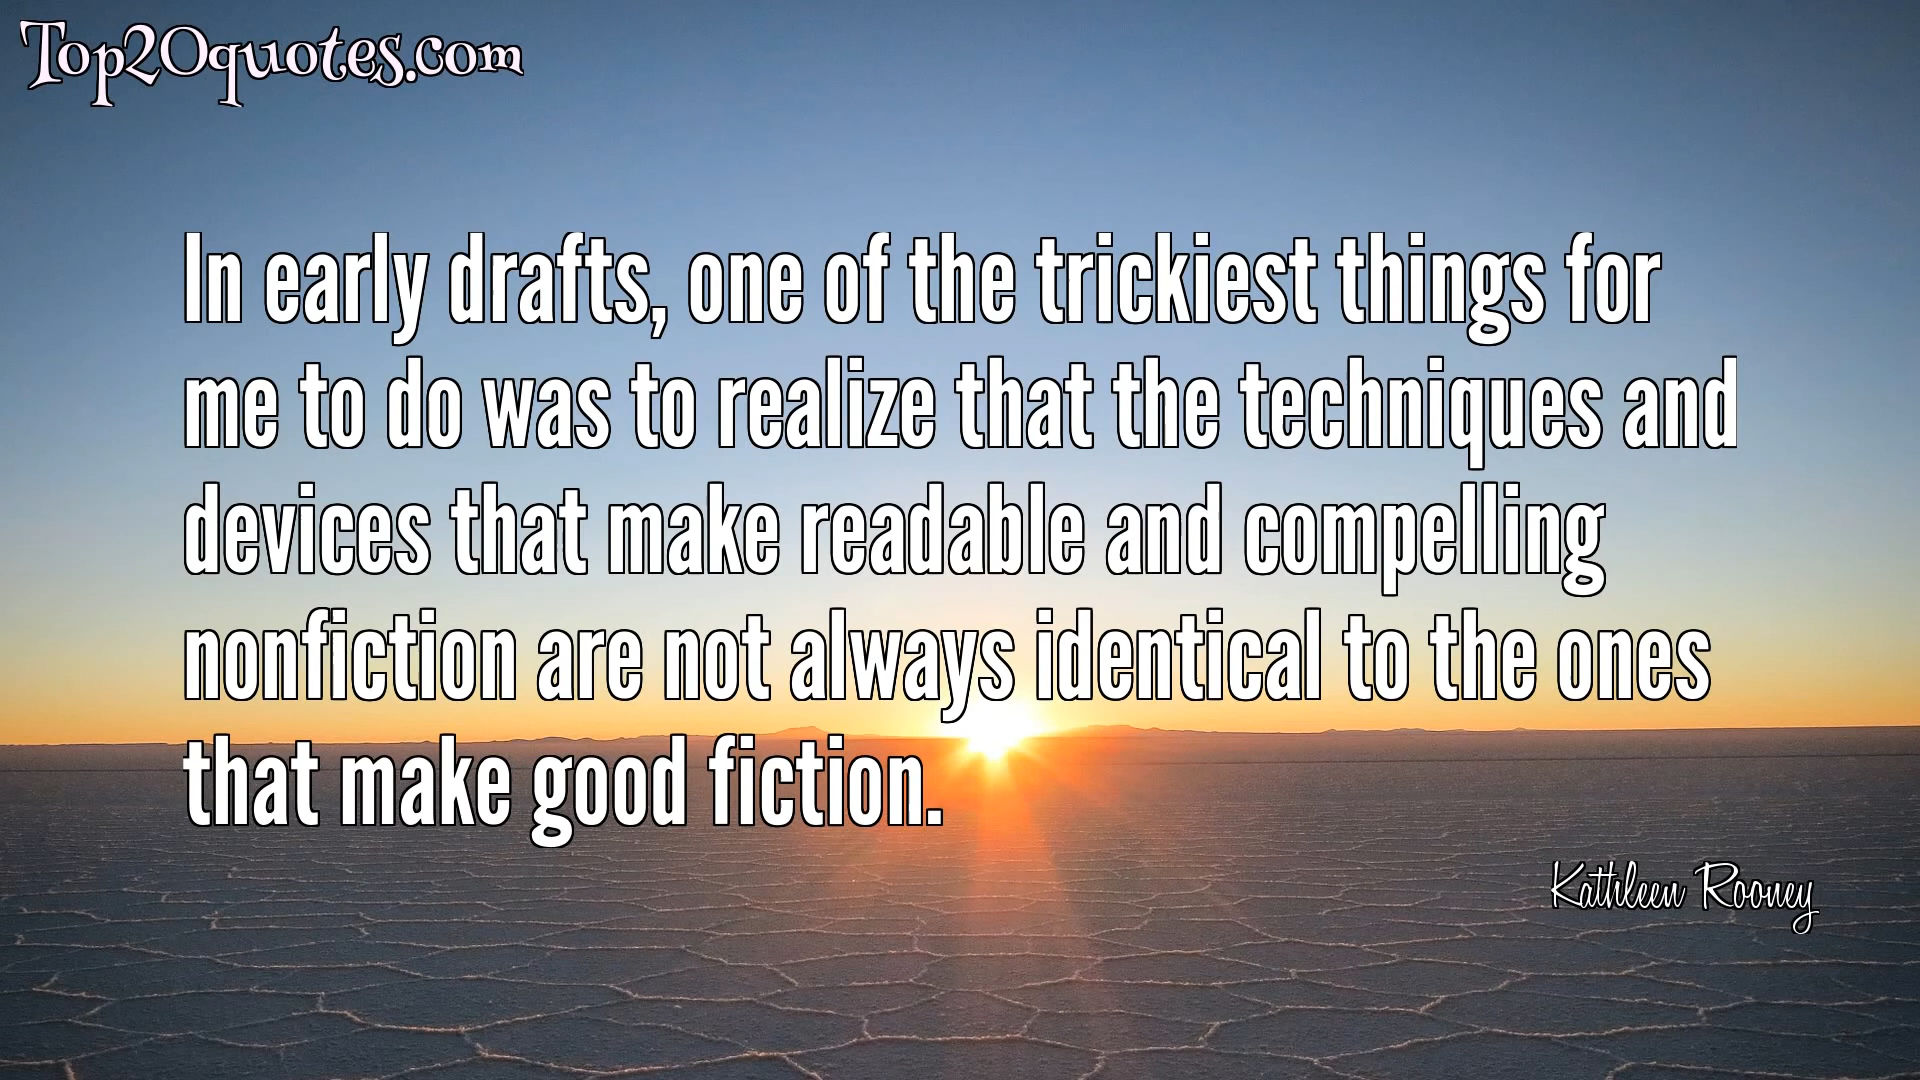 Top20quotes.com
In early drafts, one of the trickiest things for
me to do was to realize that the techniques and
devices that make readable and compelling
nonfiction are not always identical to the ones
that make good fiction.
Kathleen Rooney